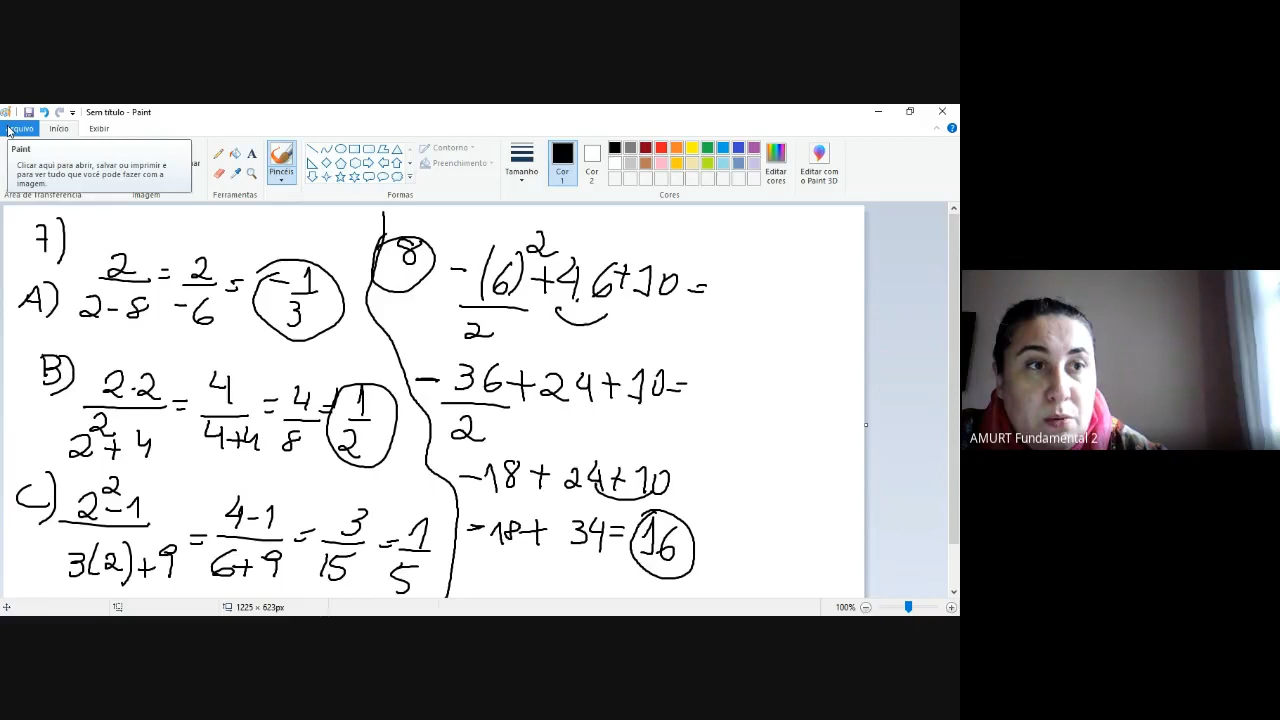 Sem título - Paint
Início
Exibir
Paint
Clicar aqui para abrir, salvar ou imprimir e
para ver tudo que você pode fazer com a
imagem.
Área de Transferência
Imagem
Ferramentas
Pincéis
Contorno
Preenchimento
Formas
Tamanho
Cor
1
Cor
2
Editar
cores
Cores
Editar com
o Paint 3D
7)
A) 2/(2-8) = 2/-6 = -1/3
B) 2·2/(2²+4) = 4/(4+4) = 4/8 = 1/2
C) (2²-1)/(3(2)+9) = (4-1)/(6+9) = 3/15 = 1/5
8
-(6)²/2 + 4.6+10=
-36/2 + 24+10=
-18+24+10
-18+34=16
1225 × 623px
100%
AMURT Fundamental 2